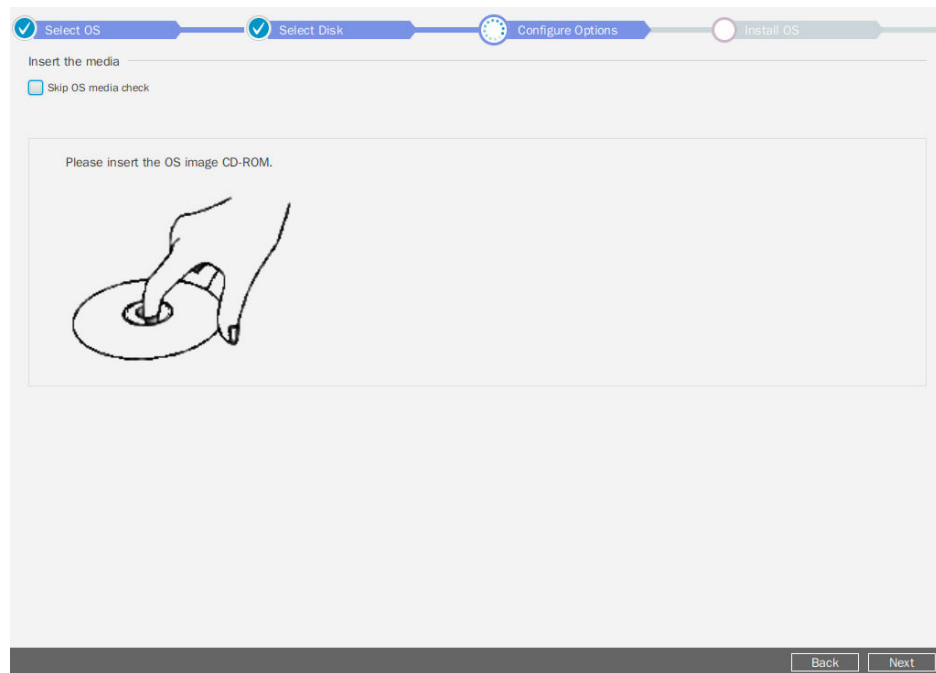 Select OS
Select Disk
Configure Options
Install OS
Insert the media
Skip OS media check
Please insert the OS image CD-ROM.
Back
Next